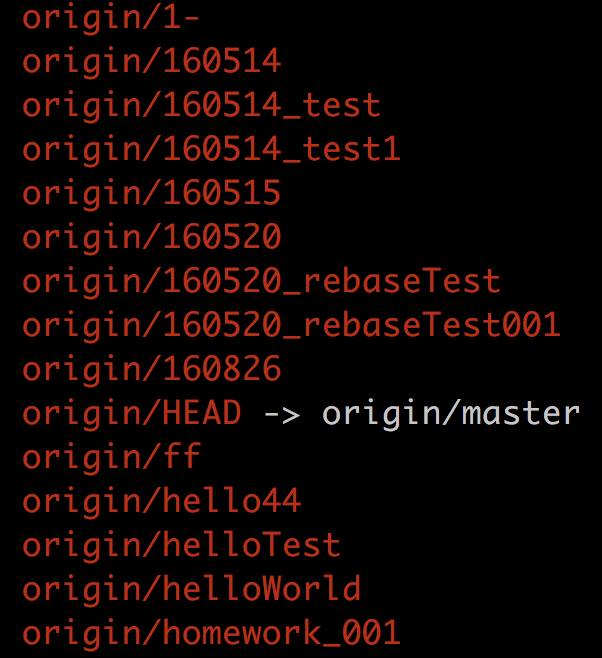 origin/1-
origin/160514
origin/160514_test
origin/160514_test1
origin/160515
origin/160520
origin/160520_rebaseTest
origin/160520_rebaseTest001
origin/160826
origin/HEAD -> origin/master
origin/ff
origin/hello44
origin/helloTest
origin/helloWorld
origin/homework_001